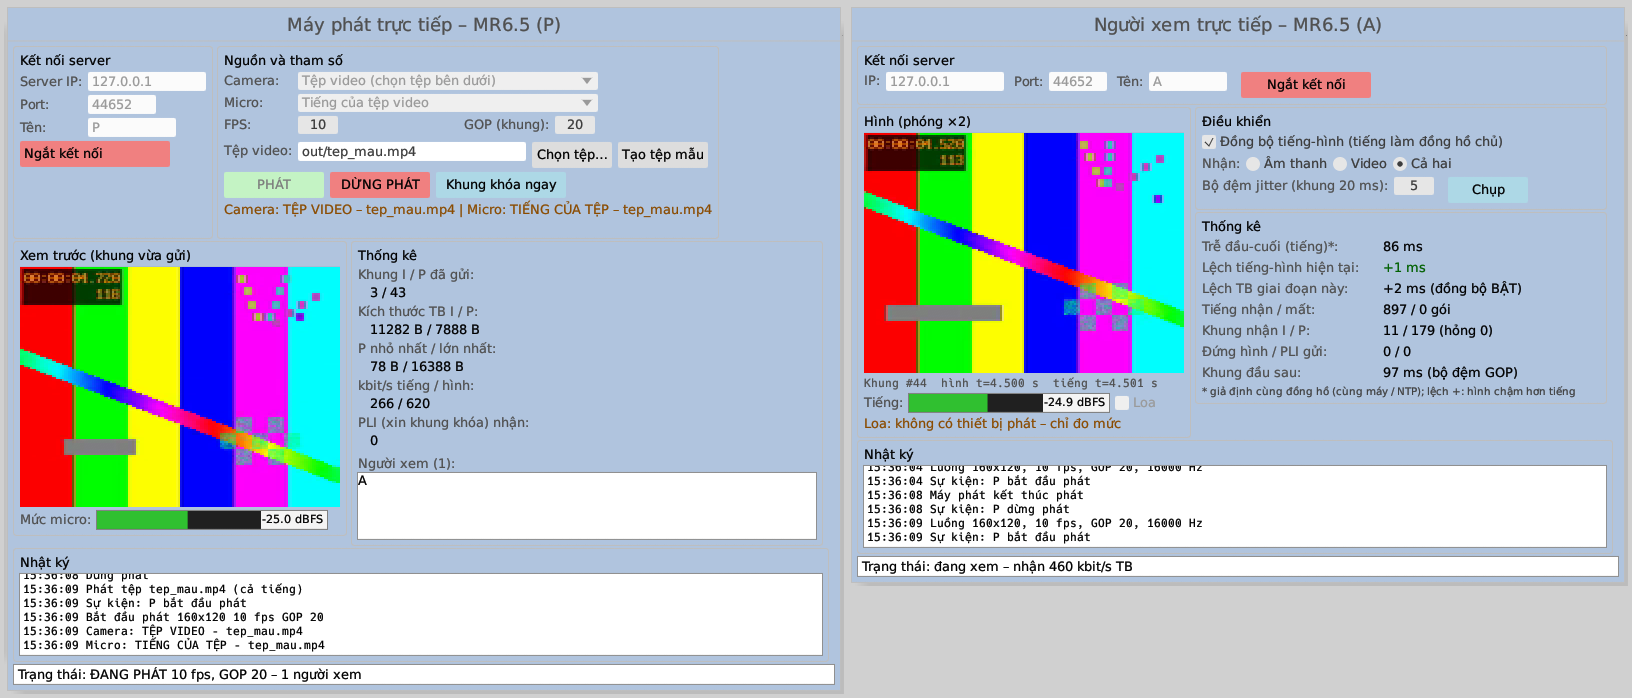 Máy phát trực tiếp – MR6.5 (P)
Kết nối server
Server IP: 127.0.0.1
Port: 44652
Tên: P
Ngắt kết nối
Nguồn và tham số
Camera: Tệp video (chọn tệp bên dưới)
Micro: Tiếng của tệp video
FPS: 10 GOP (khung): 20
Tệp video: out/tep_mau.mp4 Chọn tệp... Tạo tệp mẫu
PHÁT DỪNG PHÁT Khung khóa ngay
Camera: TỆP VIDEO – tep_mau.mp4 | Micro: TIẾNG CỦA TỆP – tep_mau.mp4
Xem trước (khung vừa gửi)
00:00:04.720
118
Mức micro: -25.0 dBFS
Thống kê
Khung I / P đã gửi:
3 / 43
Kích thước TB I / P:
11282 B / 7888 B
P nhỏ nhất / lớn nhất:
78 B / 16388 B
kbit/s tiếng / hình:
266 / 620
PLI (xin khung khóa) nhận:
0
Người xem (1):
A
Nhật ký
15:36:08 Dừng phát
15:36:09 Phát tệp tep_mau.mp4 (cả tiếng)
15:36:09 Sự kiện: P bắt đầu phát
15:36:09 Bắt đầu phát 160x120 10 fps GOP 20
15:36:09 Camera: TỆP VIDEO - tep_mau.mp4
15:36:09 Micro: TIẾNG CỦA TỆP - tep_mau.mp4
Trạng thái: ĐANG PHÁT 10 fps, GOP 20 – 1 người xem
Người xem trực tiếp – MR6.5 (A)
Kết nối server
IP: 127.0.0.1 Port: 44652 Tên: A Ngắt kết nối
Hình (phóng ×2)
00:00:04.520
113
Khung #44 hình t=4.500 s tiếng t=4.501 s
Tiếng: -24.9 dBFS Loa
Loa: không có thiết bị phát – chỉ đo mức
Điều khiển
Đồng bộ tiếng-hình (tiếng làm đồng hồ chủ)
Nhận: Âm thanh Video Cả hai
Bộ đệm jitter (khung 20 ms): 5 Chụp
Thống kê
Trễ đầu-cuối (tiếng)*: 86 ms
Lệch tiếng-hình hiện tại: +1 ms
Lệch TB giai đoạn này: +2 ms (đồng bộ BẬT)
Tiếng nhận / mất: 897 / 0 gói
Khung nhận I / P: 11 / 179 (hỏng 0)
Đứng hình / PLI gửi: 0 / 0
Khung đầu sau: 97 ms (bộ đệm GOP)
* giả định cùng đồng hồ (cùng máy / NTP); lệch +: hình chậm hơn tiếng
Nhật ký
15:36:04 Luồng 160x120, 10 fps, GOP 20, 16000 Hz
15:36:04 Sự kiện: P bắt đầu phát
15:36:08 Máy phát kết thúc phát
15:36:08 Sự kiện: P dừng phát
15:36:09 Luồng 160x120, 10 fps, GOP 20, 16000 Hz
15:36:09 Sự kiện: P bắt đầu phát
Trạng thái: đang xem – nhận 460 kbit/s TB